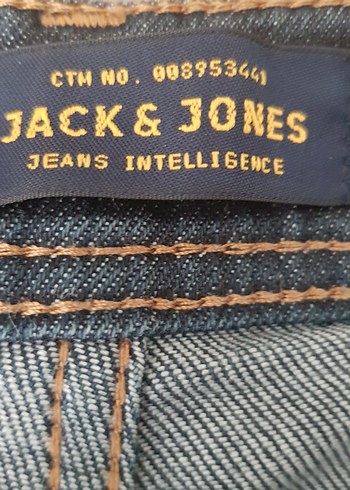 CTM NO. 008953441
JACK & JONES
JEANS INTELLIGENCE